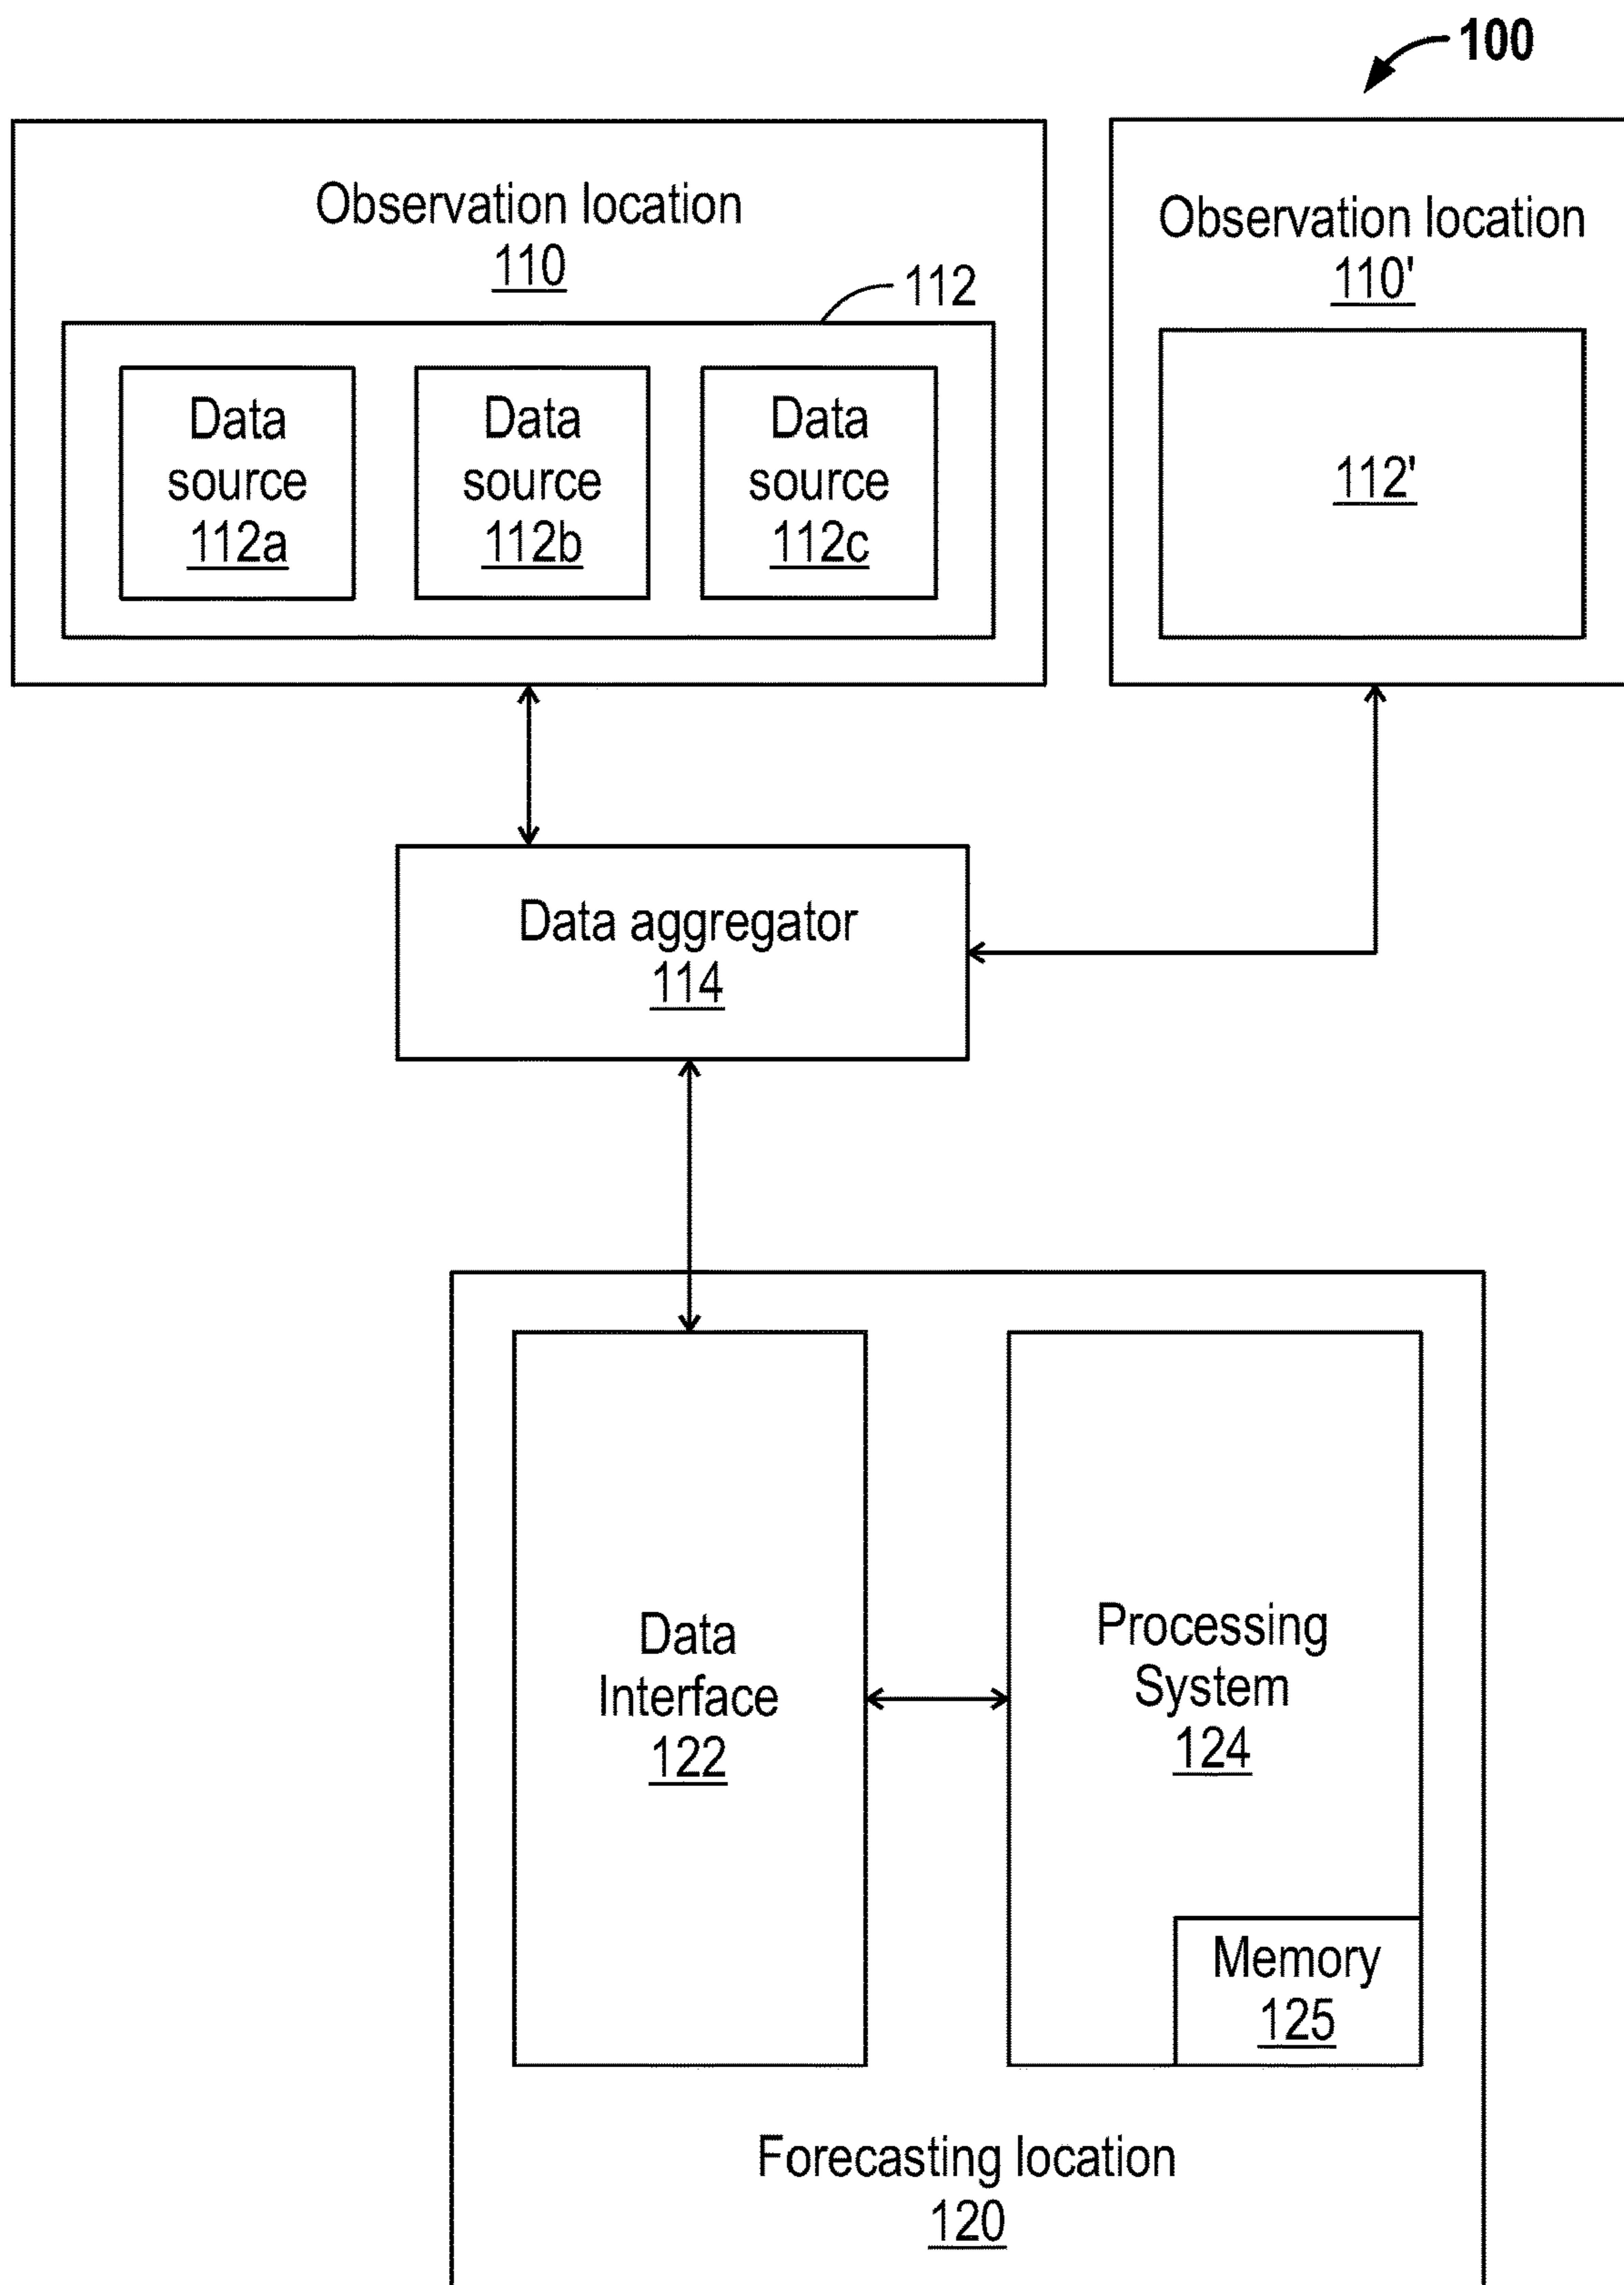 100
Observation location
110
112
Data
source
112a
Data
source
112b
Data
source
112c
Observation location
110'
112'
Data aggregator
114
Data
Interface
122
Processing
System
124
Memory
125
Forecasting location
120